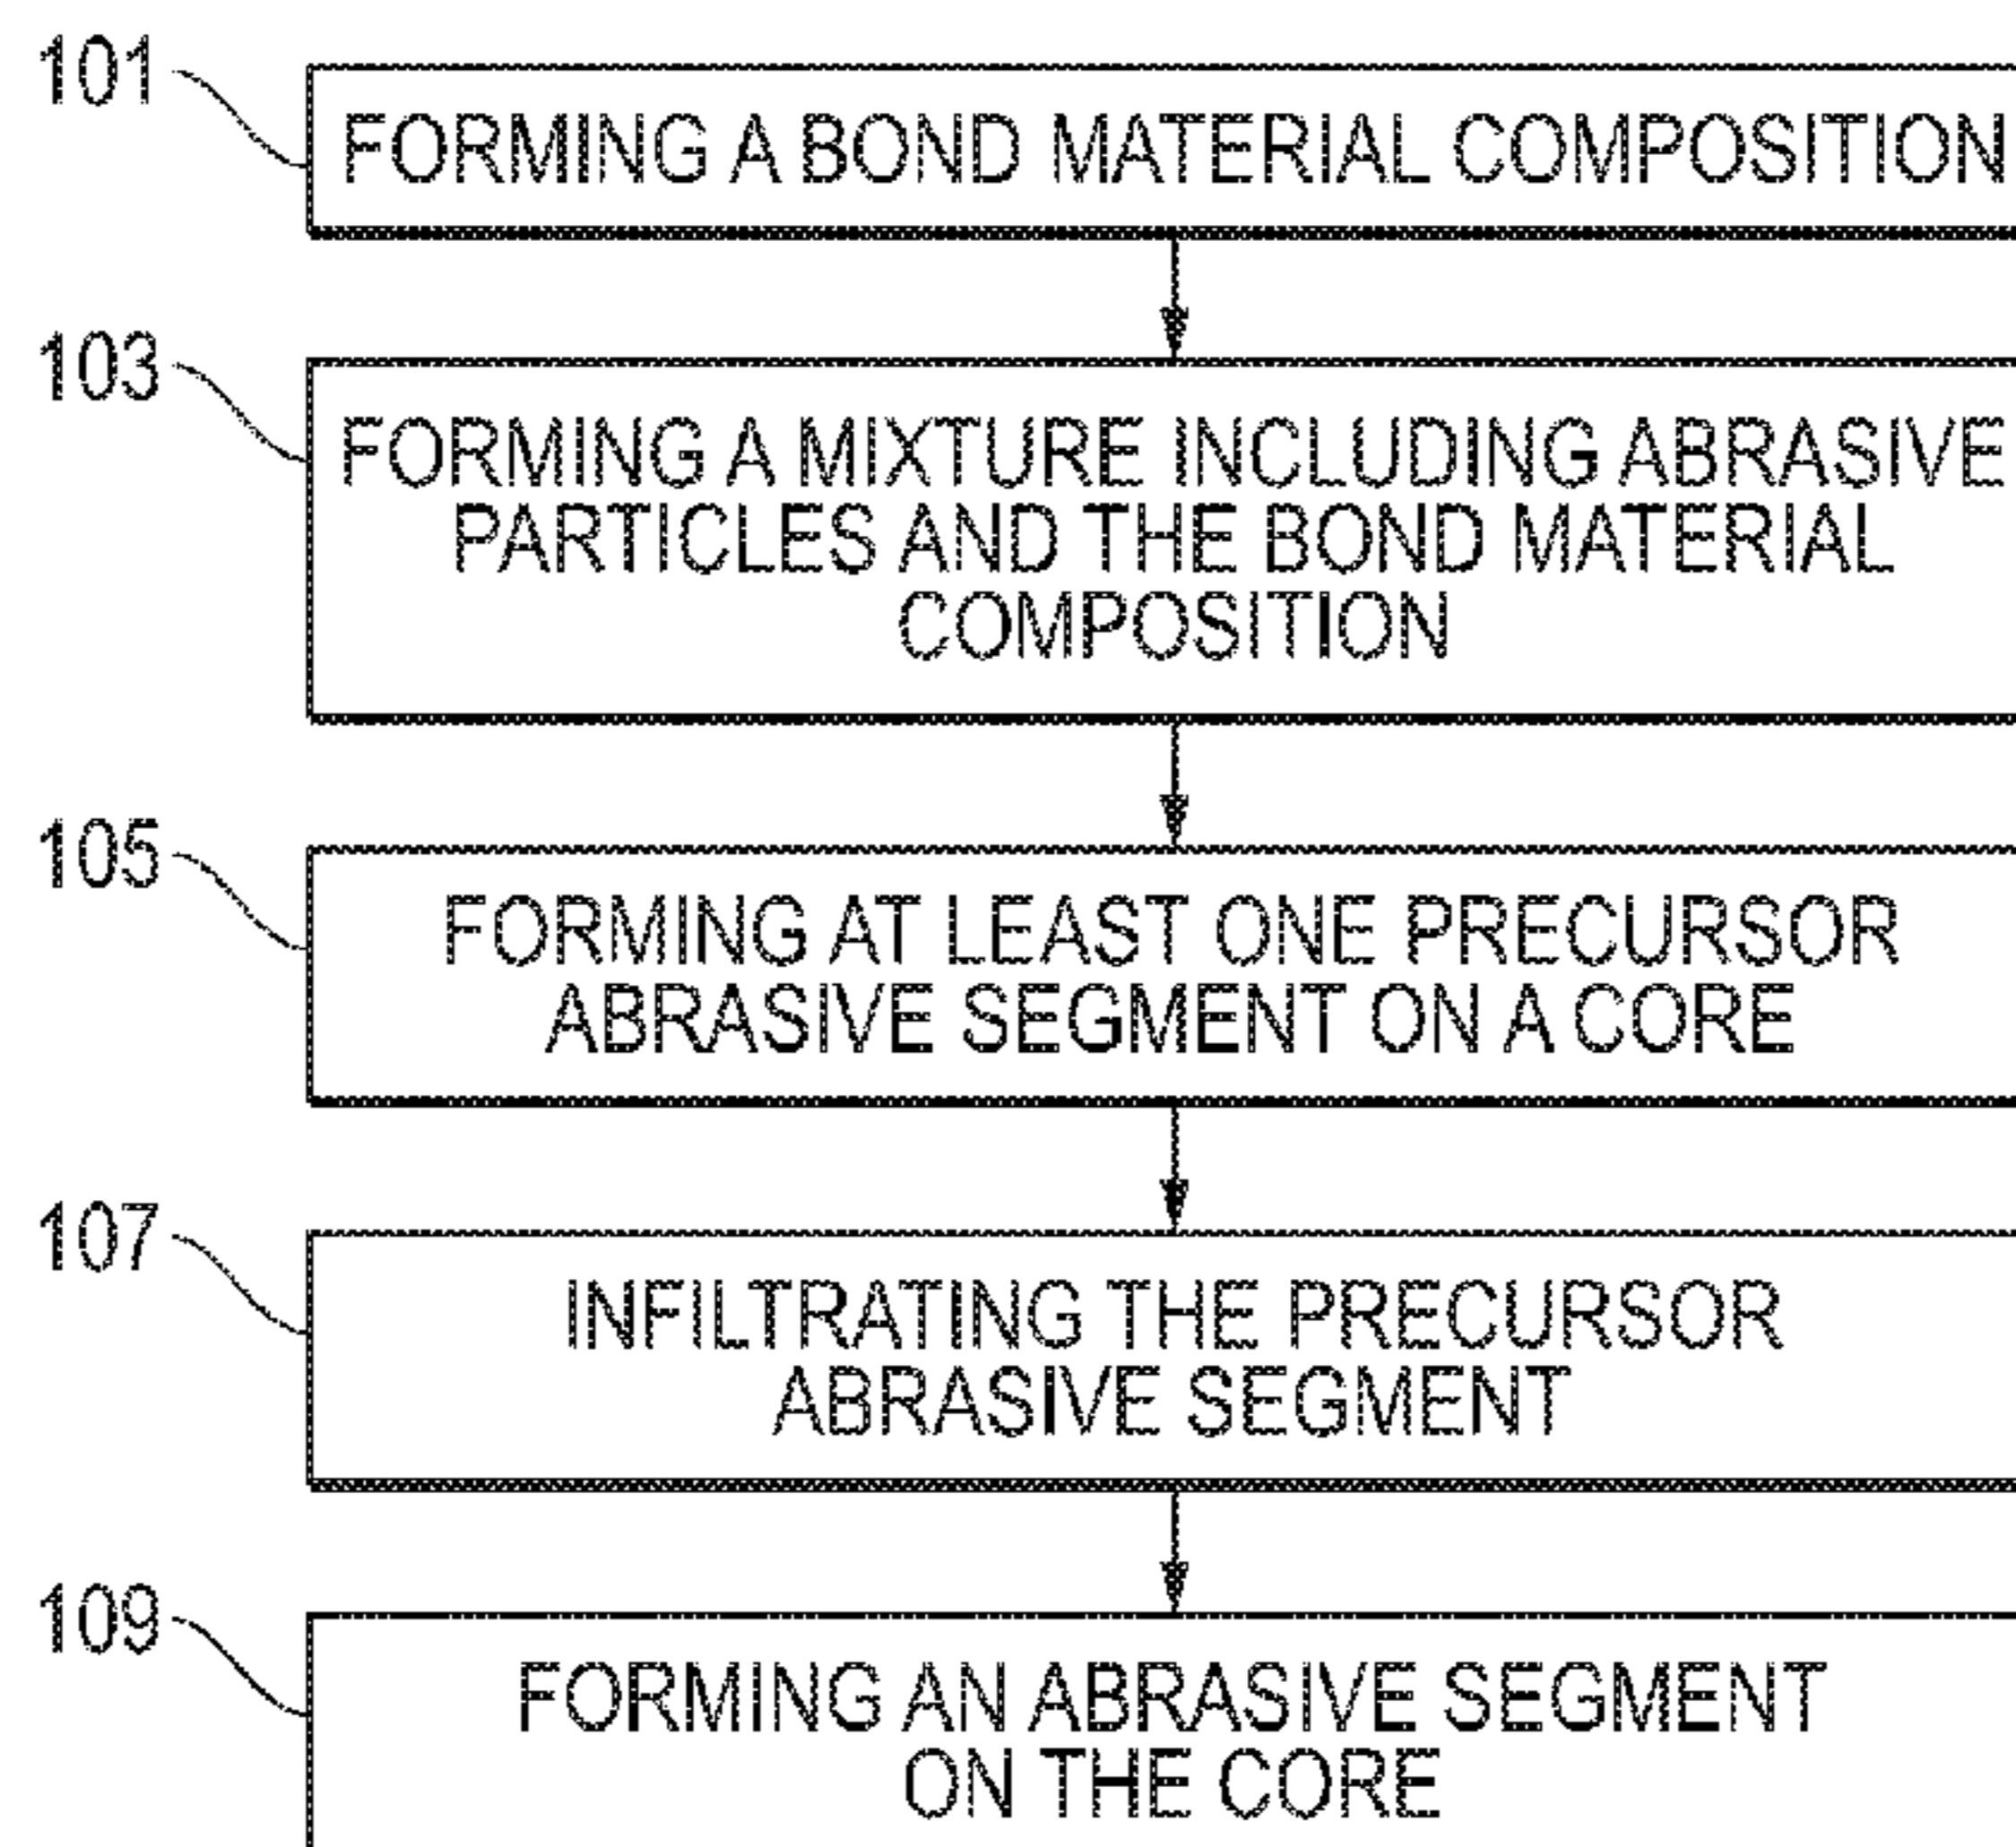 101
FORMING A BOND MATERIAL COMPOSITION
103
FORMING A MIXTURE INCLUDING ABRASIVE
PARTICLES AND THE BOND MATERIAL
COMPOSITION
105
FORMING AT LEAST ONE PRECURSOR
ABRASIVE SEGMENT ON A CORE
107
INFILTRATING THE PRECURSOR
ABRASIVE SEGMENT
109
FORMING AN ABRASIVE SEGMENT
ON THE CORE